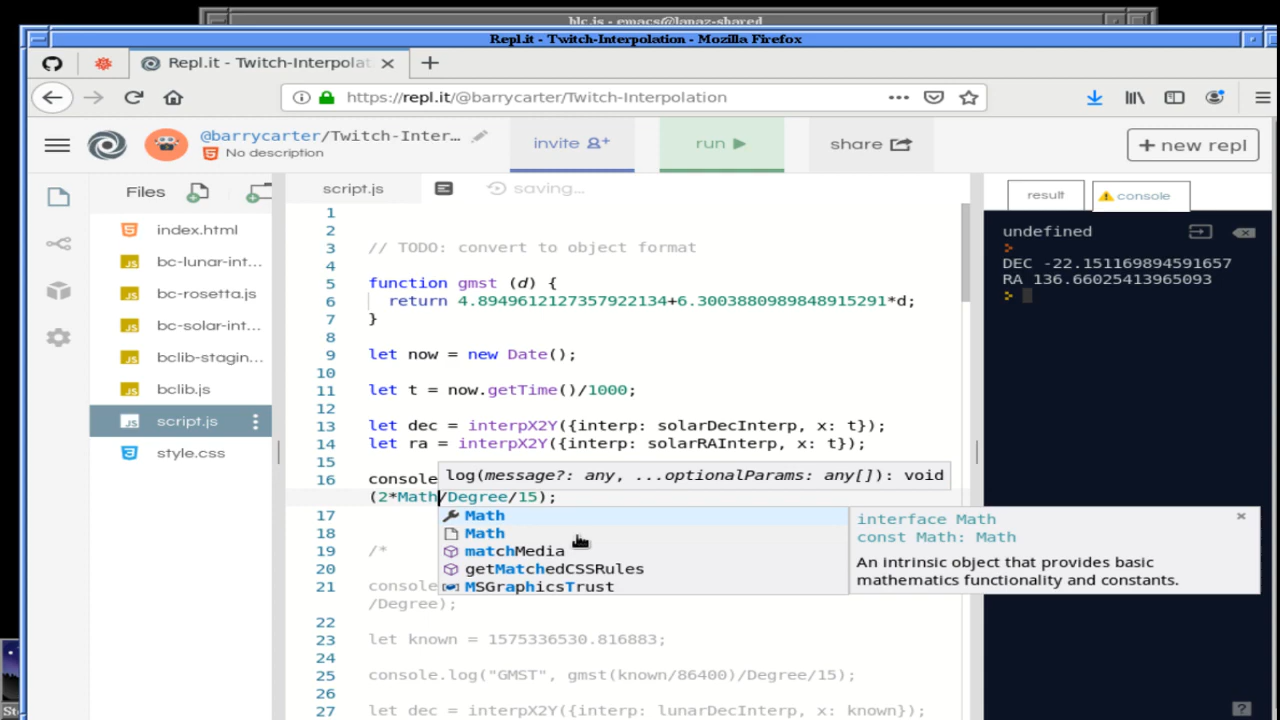 blc.js - emacs@lanaz-shared
Repl.it - Twitch-Interpolation - Mozilla Firefox
Repl.it - Twitch-Interpolat
https://repl.it/@barrycarter/Twitch-Interpolation
@barrycarter/Twitch-Inter...
No description
invite
run
share
+ new repl
Files
index.html
JS bc-lunar-int...
JS bc-rosetta.js
JS bc-solar-int...
JS bclib-stagin...
JS bclib.js
JS script.js
style.css
script.js
saving...
1
2
3 // TODO: convert to object format
4
5 function gmst (d) {
6 return 4.8949612127357922134+6.3003880989848915291*d;
7 }
8
9 let now = new Date();
10
11 let t = now.getTime()/1000;
12
13 let dec = interpX2Y({interp: solarDecInterp, x: t});
14 let ra = interpX2Y({interp: solarRAInterp, x: t});
15
16 console
(2*Math/Degree/15);
17
18
19 /*
20
21 console
/Degree);
22
23 let known = 1575336530.816883;
24
25 console.log("GMST", gmst(known/86400)/Degree/15);
26
27 let dec = interpX2Y({interp: lunarDecInterp, x: known});
log(message?: any, ...optionalParams: any[]): void
Math
Math
matchMedia
getMatchedCSSRules
MSGraphicsTrust
interface Math
const Math: Math
An intrinsic object that provides basic
mathematics functionality and constants.
result
console
undefined
DEC -22.151169894591657
RA 136.66025413965093
St